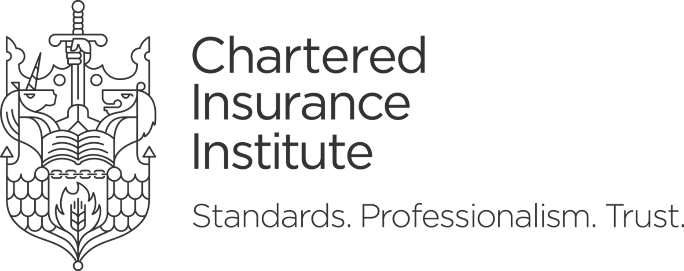 Chartered
Insurance
Institute
Standards. Professionalism. Trust.